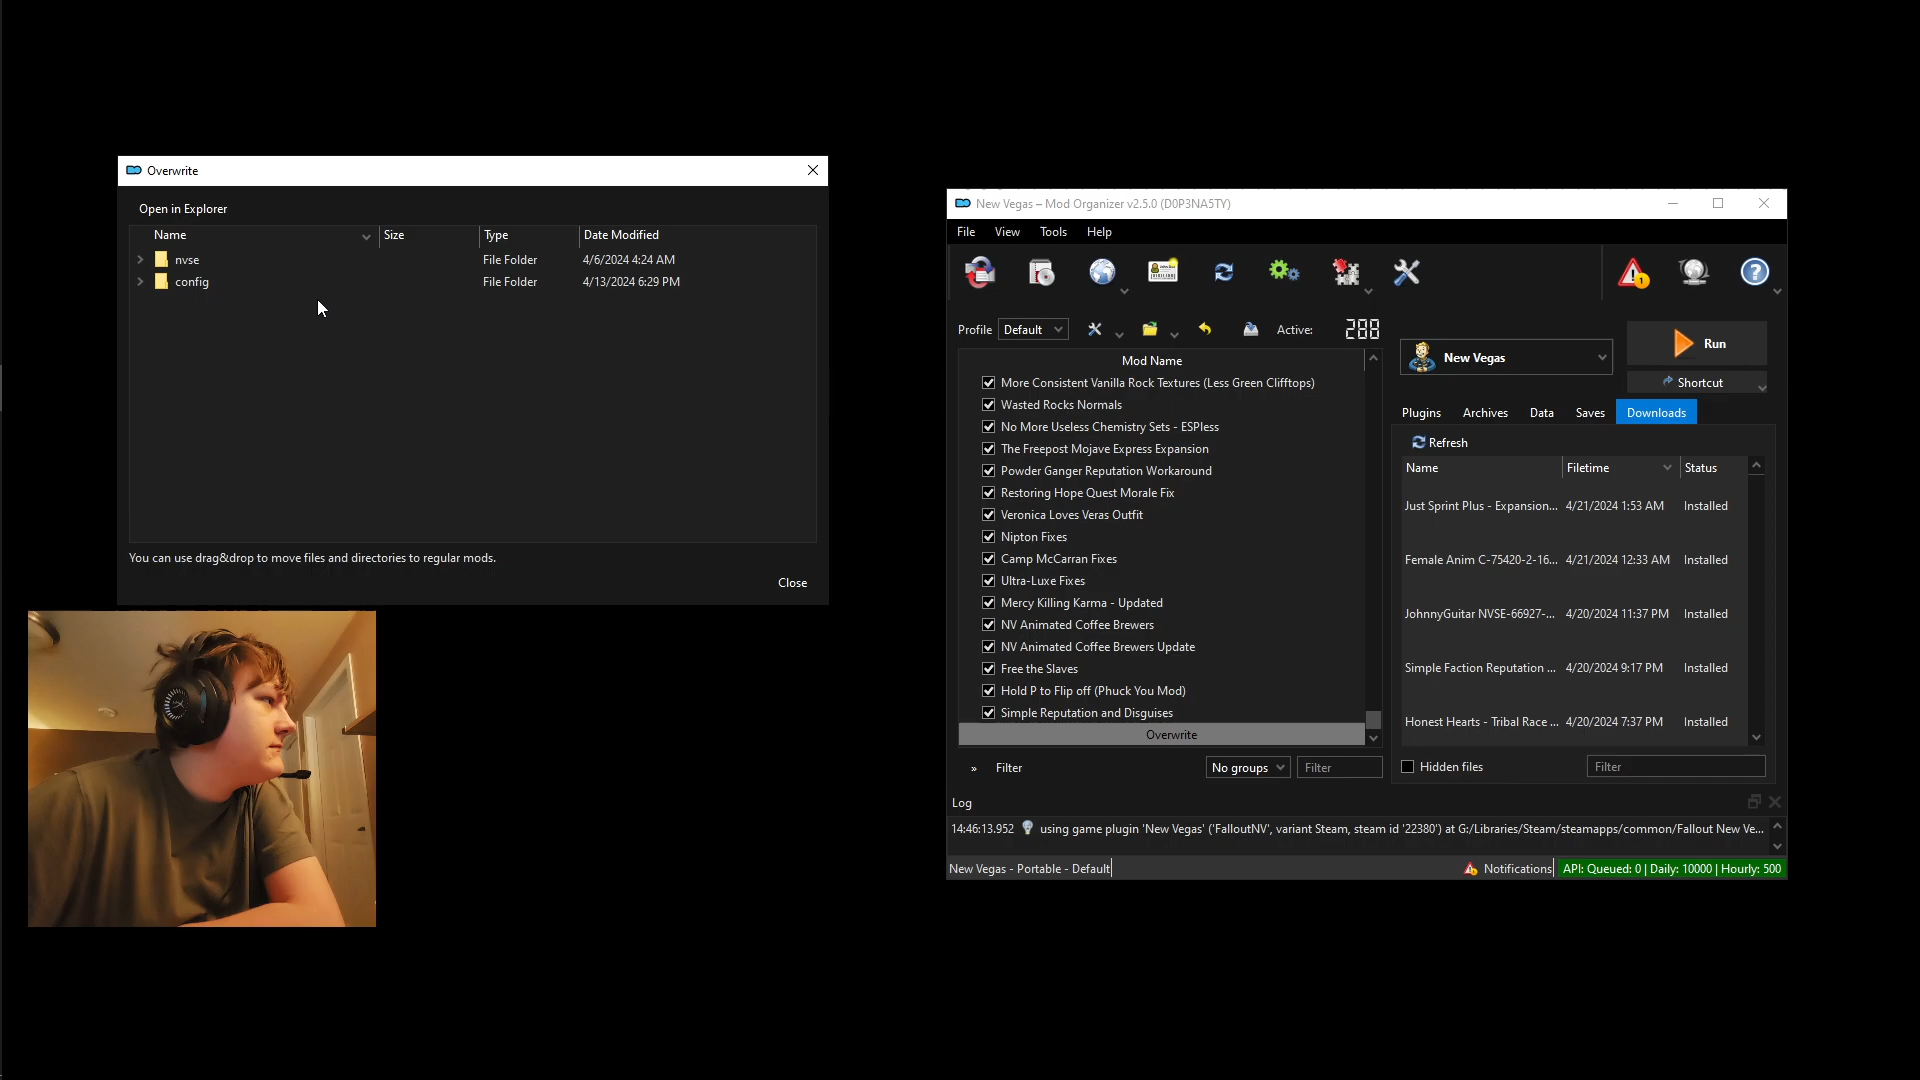 Overwrite
Open in Explorer
Name Size Type Date Modified
nvse File Folder 4/6/2024 4:24 AM
config File Folder 4/13/2024 6:29 PM
You can use drag&drop to move files and directories to regular mods.
Close
New Vegas – Mod Organizer v2.5.0 (D0P3NA5TY)
File View Tools Help
Profile Default Active: 288
Mod Name
More Consistent Vanilla Rock Textures (Less Green Clifftops)
Wasted Rocks Normals
No More Useless Chemistry Sets - ESPless
The Freepost Mojave Express Expansion
Powder Ganger Reputation Workaround
Restoring Hope Quest Morale Fix
Veronica Loves Veras Outfit
Nipton Fixes
Camp McCarran Fixes
Ultra-Luxe Fixes
Mercy Killing Karma - Updated
NV Animated Coffee Brewers
NV Animated Coffee Brewers Update
Free the Slaves
Hold P to Flip off (Phuck You Mod)
Simple Reputation and Disguises
Overwrite
» Filter No groups Filter
New Vegas
Run
Shortcut
Plugins Archives Data Saves Downloads
Refresh
Name Filetime Status
Just Sprint Plus - Expansion... 4/21/2024 1:53 AM Installed
Female Anim C-75420-2-16... 4/21/2024 12:33 AM Installed
JohnnyGuitar NVSE-66927-... 4/20/2024 11:37 PM Installed
Simple Faction Reputation ... 4/20/2024 9:17 PM Installed
Honest Hearts - Tribal Race ... 4/20/2024 7:37 PM Installed
Hidden files Filter
Log
14:46:13.952 using game plugin 'New Vegas' ('FalloutNV', variant Steam, steam id '22380') at G:/Libraries/Steam/steamapps/common/Fallout New Ve...
New Vegas - Portable - Default Notifications API: Queued: 0 | Daily: 10000 | Hourly: 500